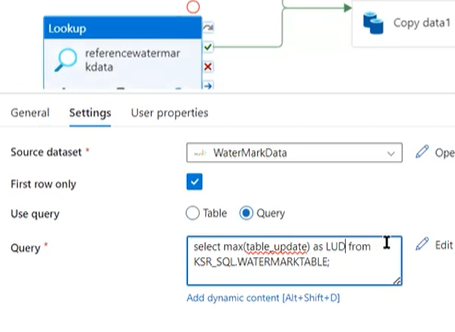 Lookup
referencewatermar
kdata
Copy data1
General Settings User properties
Source dataset * WaterMarkData Ope
First row only
Use query Table Query
Query * select max(table_update) as LUD from Edit
KSR_SQL.WATERMARKTABLE;
Add dynamic content [Alt+Shift+D]